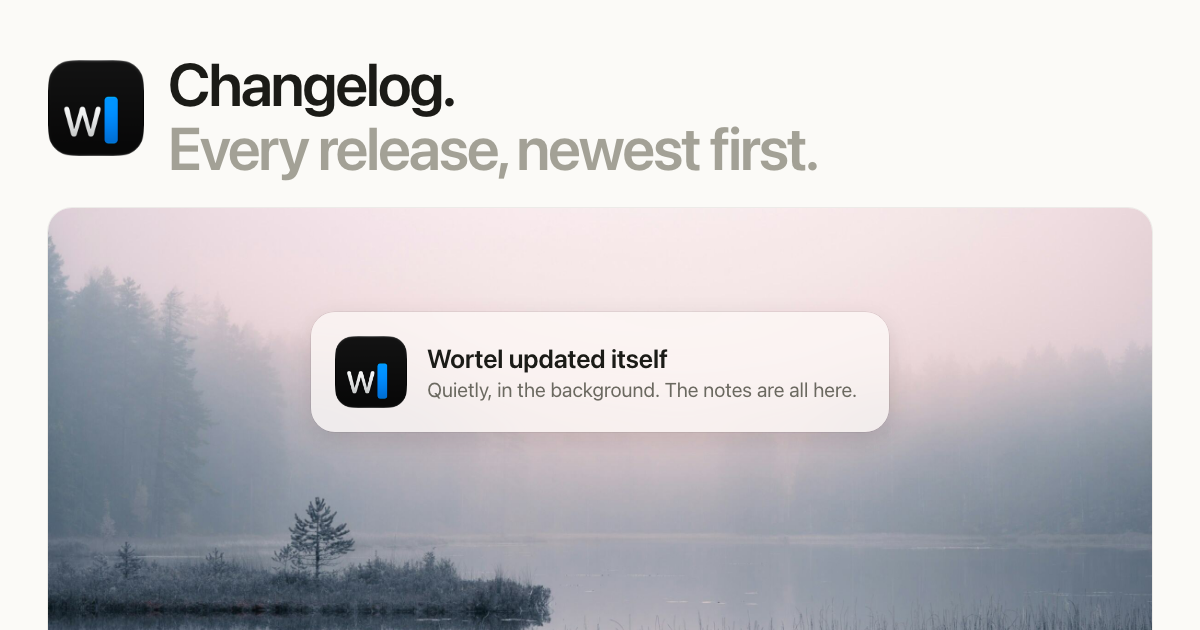 w
Changelog.
Every release, newest first.
w
Wortel updated itself
Quietly, in the background. The notes are all here.